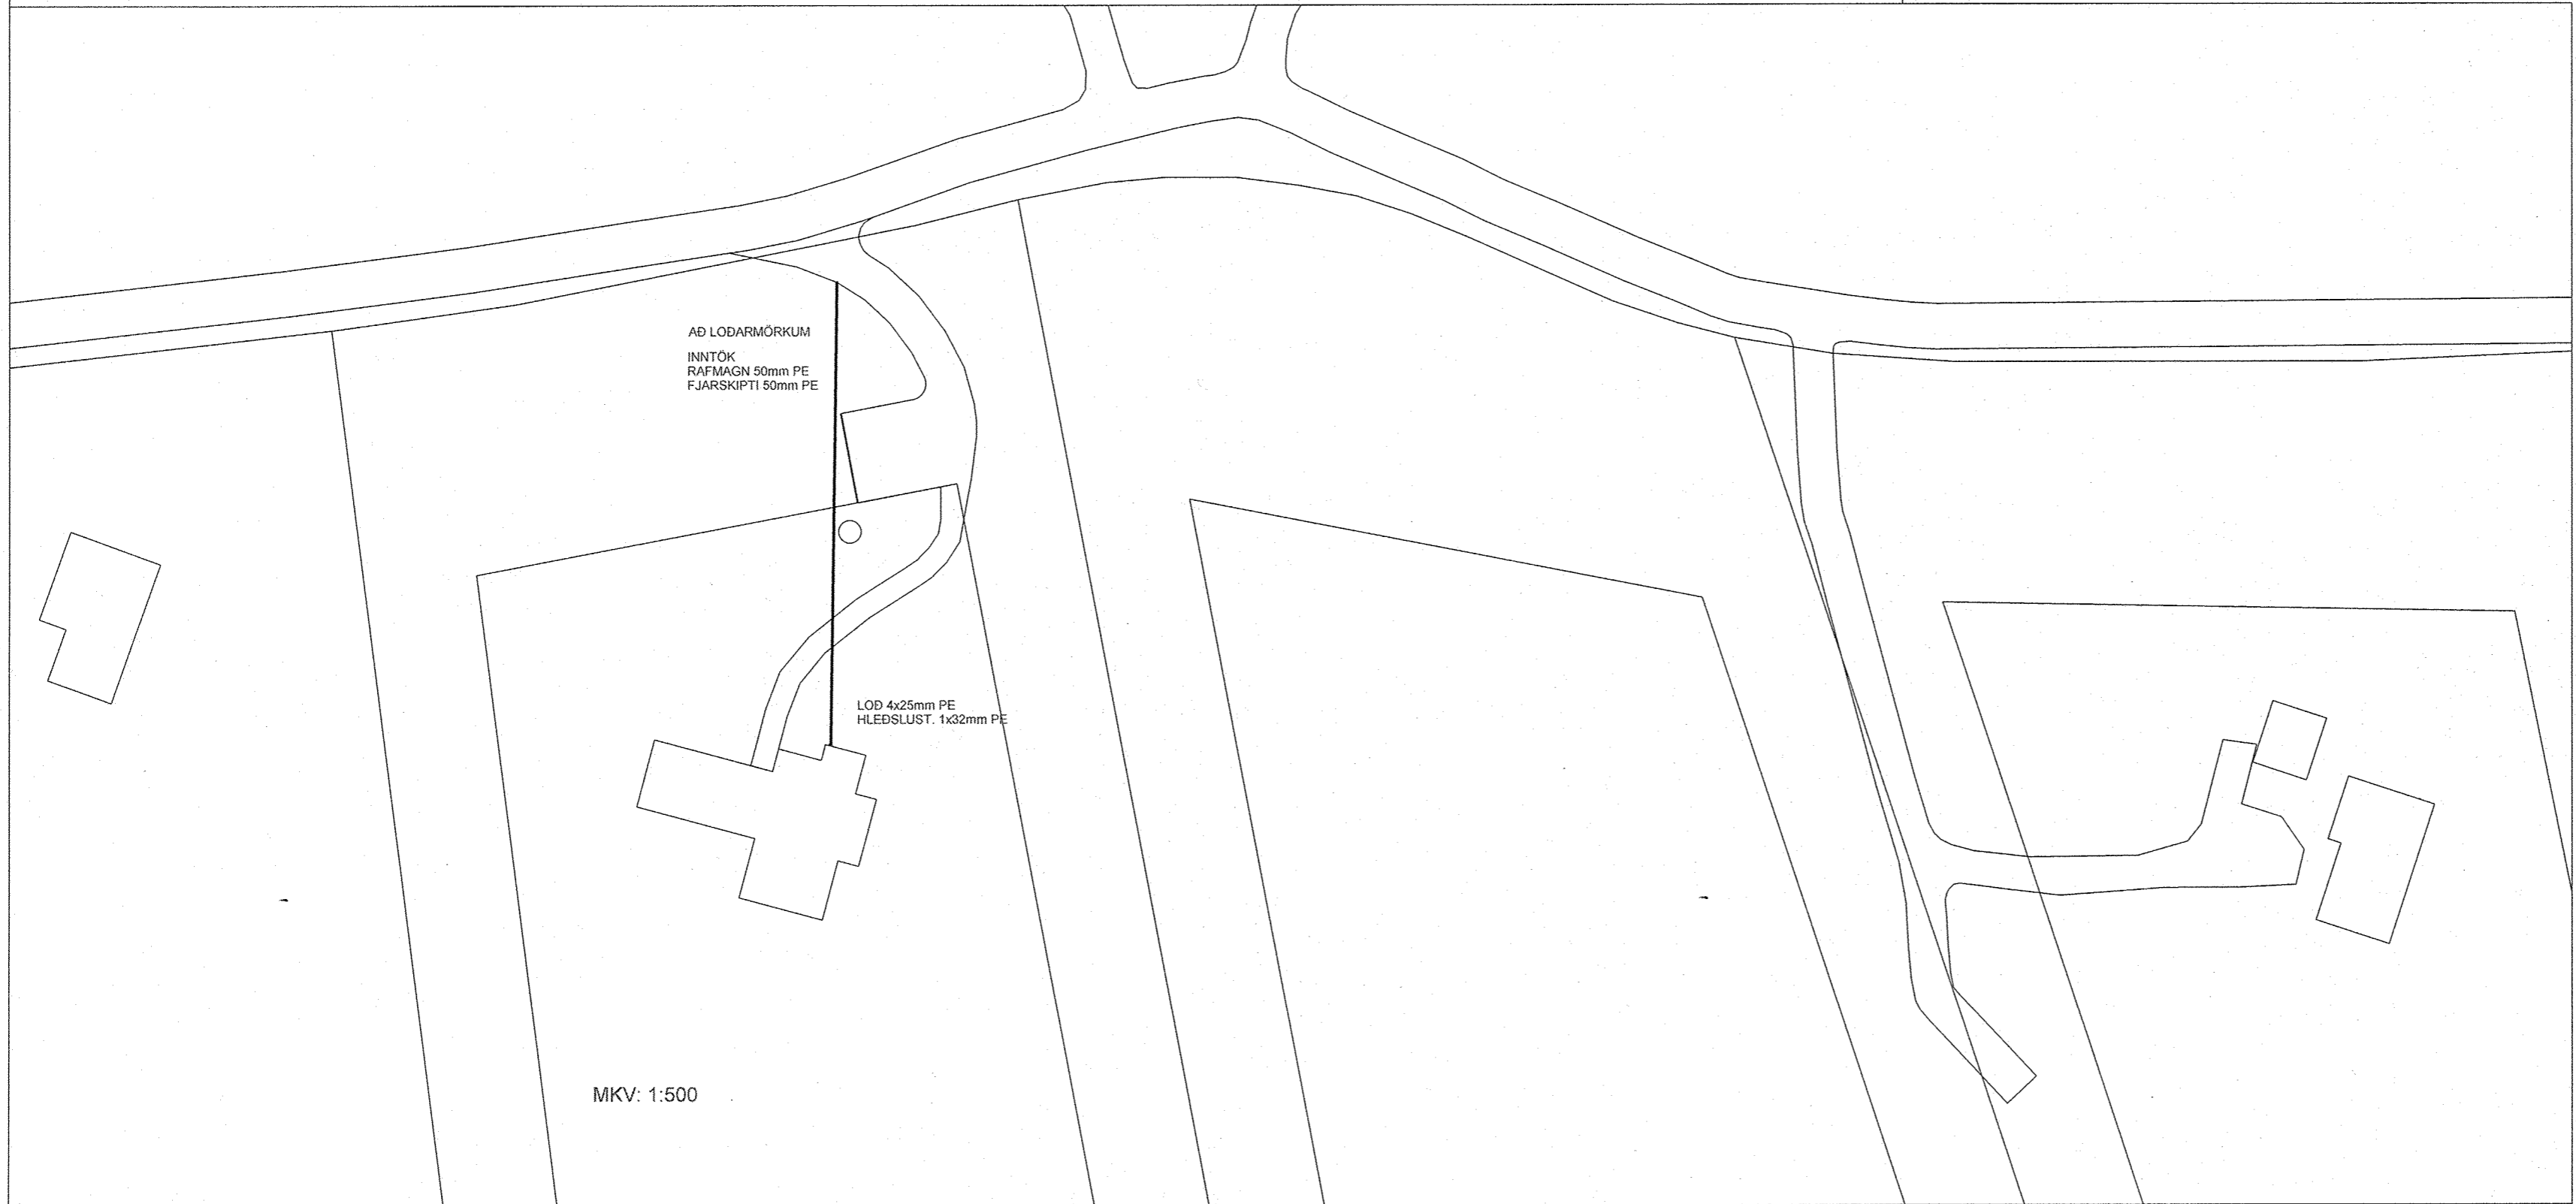 AÐ LOÐARMÖRKUM
INNTÖK
RAFMAGN 50mm PE
FJARSKIPTI 50mm PE
LOÐ 4x25mm PE
HLEÐSLUST. 1x32mm PE
MKV: 1:500